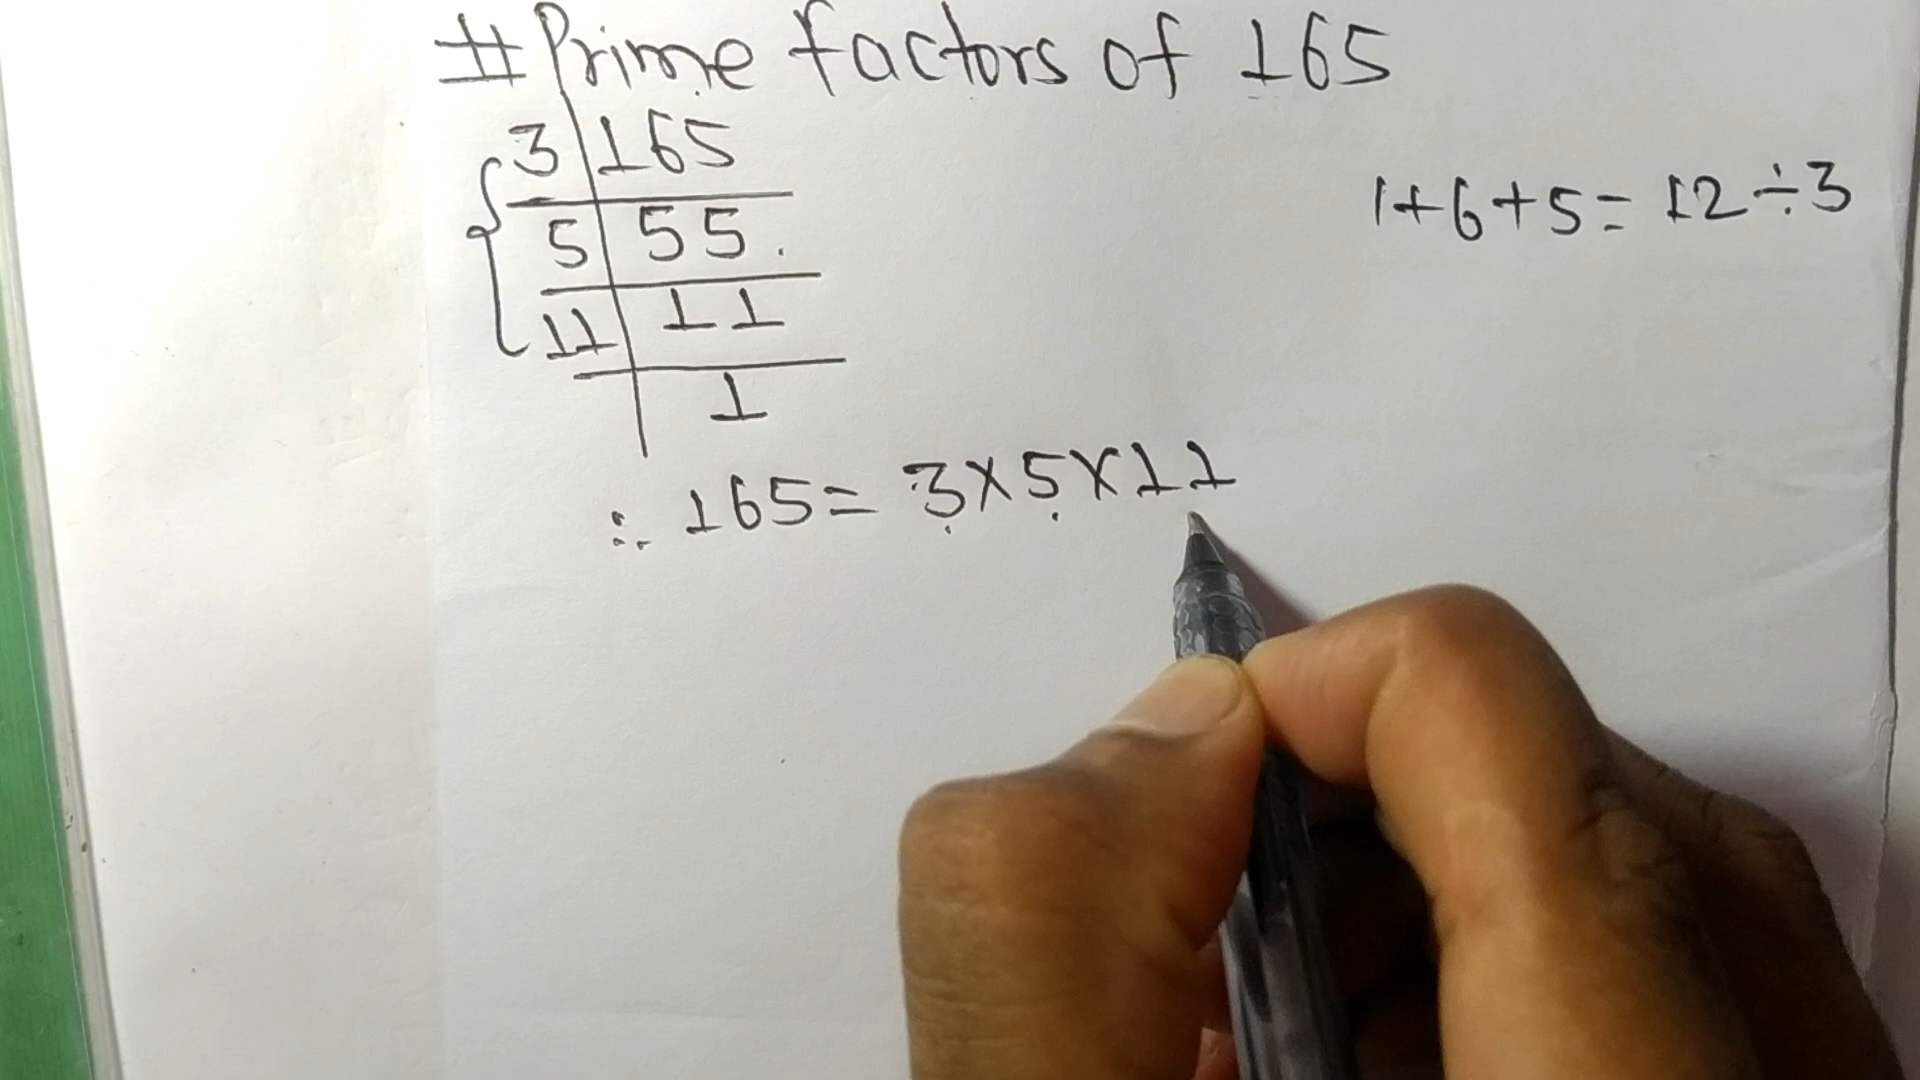 # Prime factors of 165
3 165
1+6+5= 12÷3
5 55.
11 11
1
∴ 165= 3×5×11